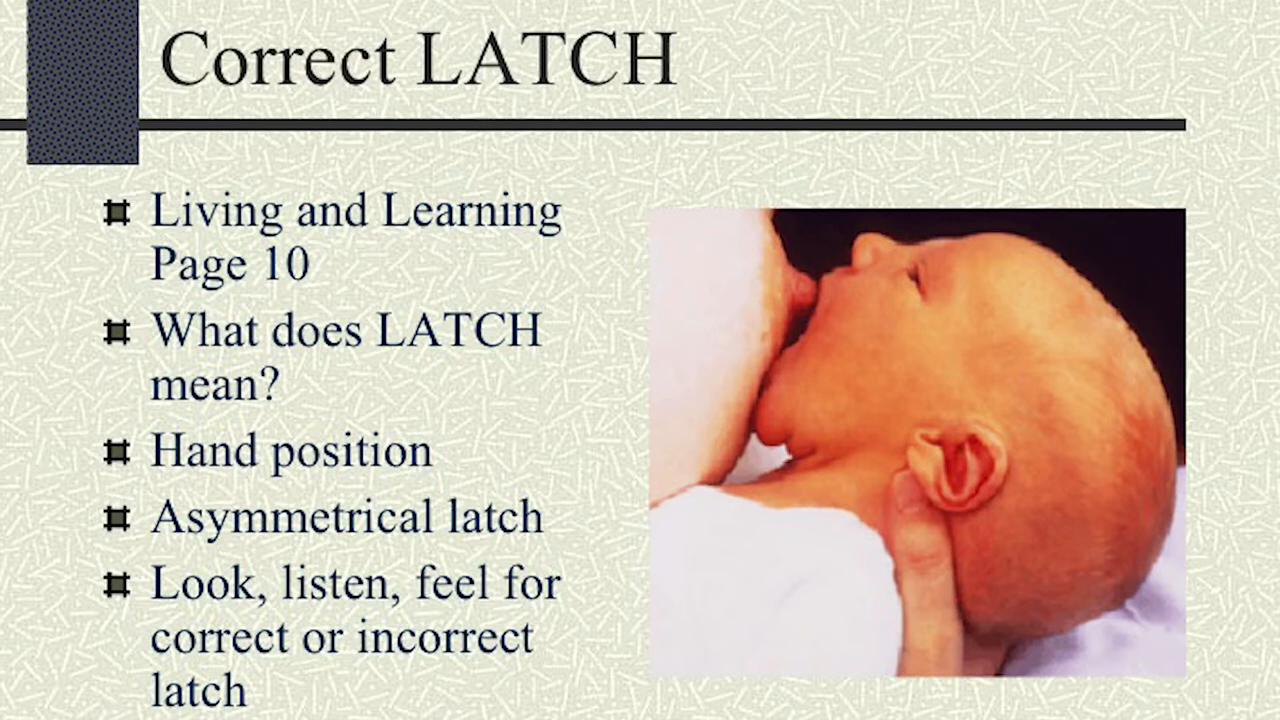 Correct LATCH
Living and Learning
Page 10
What does LATCH
mean?
Hand position
Asymmetrical latch
Look, listen, feel for
correct or incorrect
latch